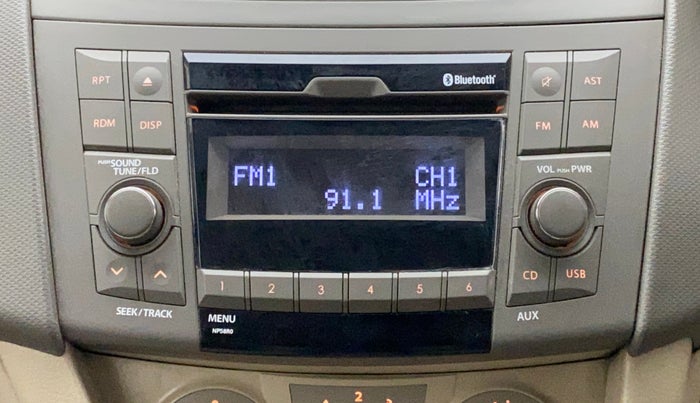 RPT
Bluetooth®
AST
RDM
DISP
FM
AM
PUSH SOUND
TUNE/FLD
VOL PUSH PWR
FM1 CH1
91.1 MHz
CD
USB
1 2 3 4 5 6
SEEK/TRACK
MENU
NP58R0
AUX
2